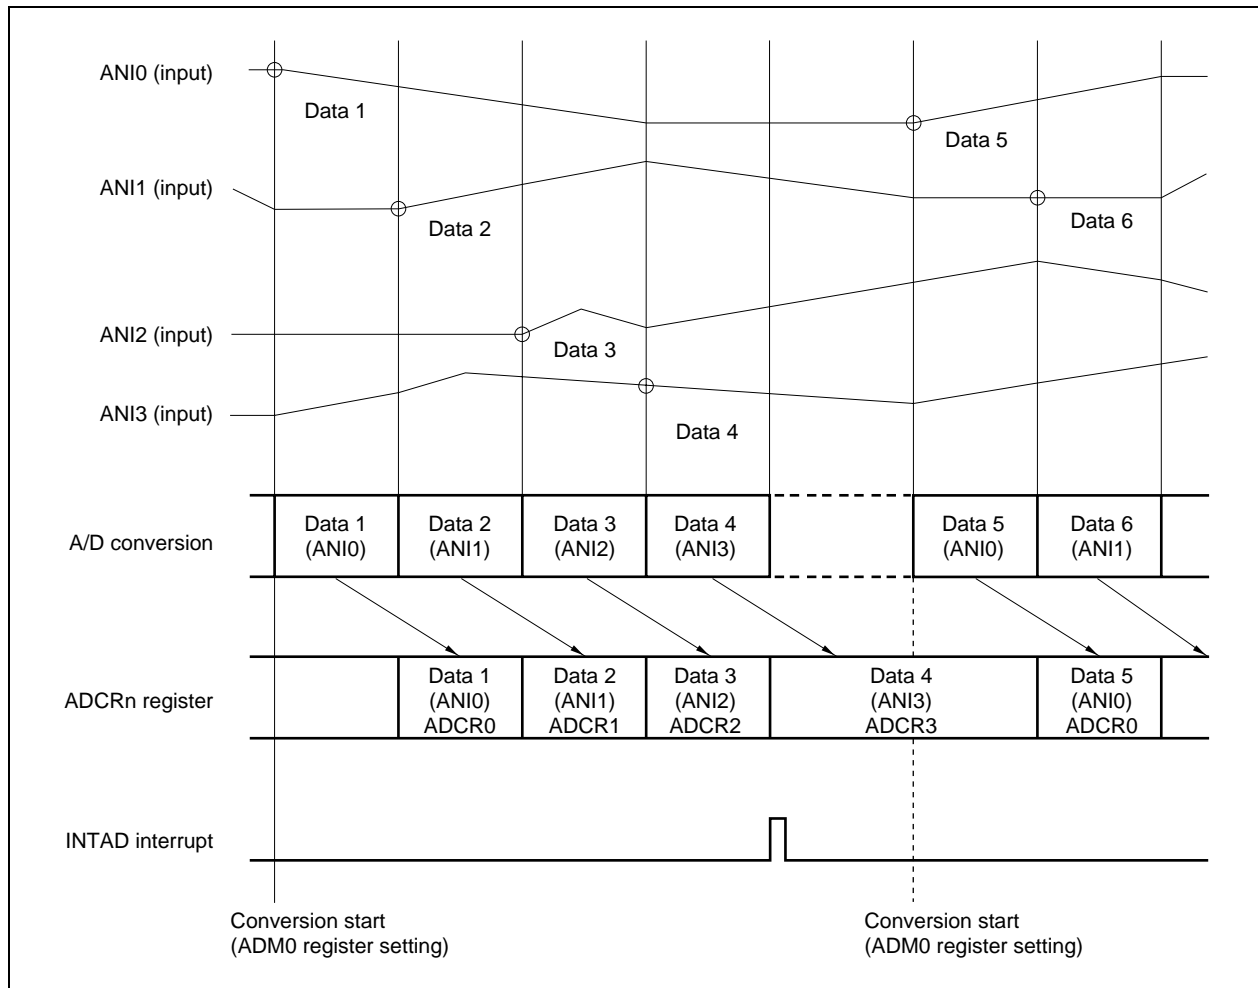 ANI0 (input)
Data 1
Data 5
ANI1 (input)
Data 2
Data 6
ANI2 (input)
Data 3
ANI3 (input)
Data 4
A/D conversion
Data 1
(ANI0)
Data 2
(ANI1)
Data 3
(ANI2)
Data 4
(ANI3)
Data 5
(ANI0)
Data 6
(ANI1)
ADCRn register
Data 1
(ANI0)
ADCR0
Data 2
(ANI1)
ADCR1
Data 3
(ANI2)
ADCR2
Data 4
(ANI3)
ADCR3
Data 5
(ANI0)
ADCR0
INTAD interrupt
Conversion start
(ADM0 register setting)
Conversion start
(ADM0 register setting)